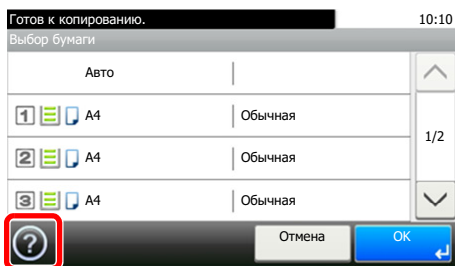 Готов к копированию. 10:10
Выбор бумаги
Авто
1 A4 Обычная
1/2
2 A4 Обычная
3 A4 Обычная
? Отмена OK